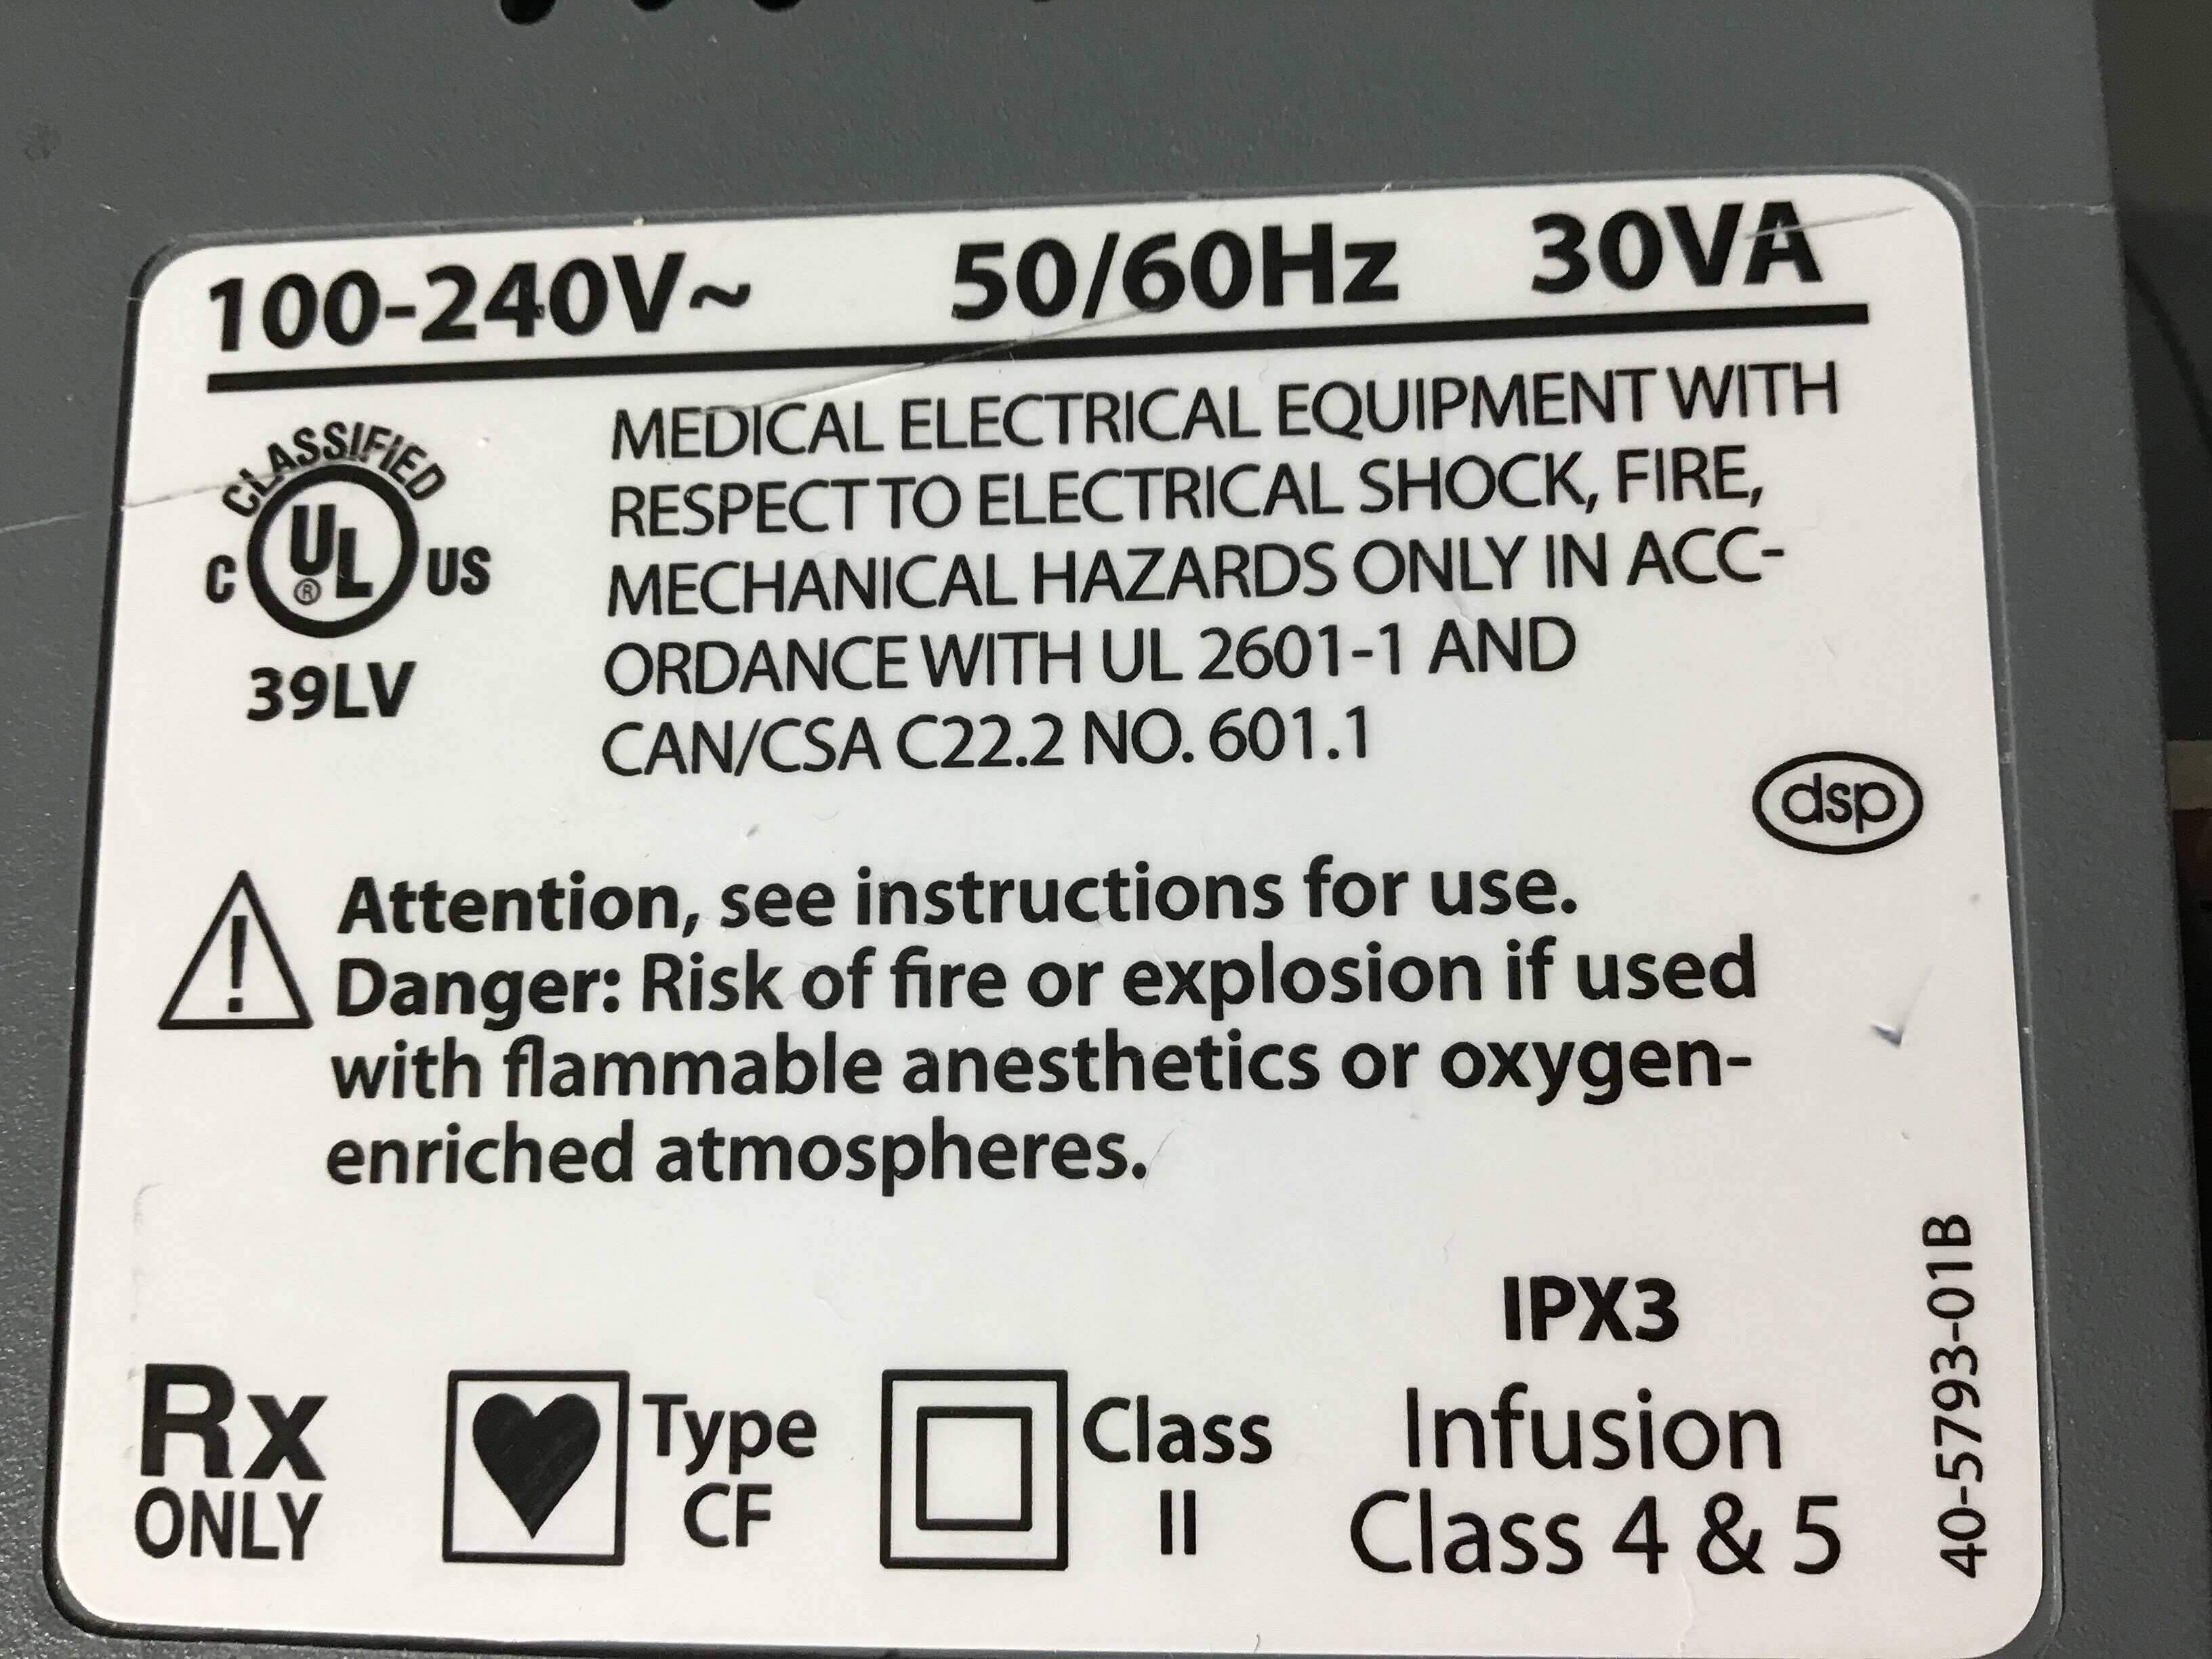 100-240V~ 50/60Hz 30VA
CLASSIFIED
C UL® US
39LV
MEDICAL ELECTRICAL EQUIPMENT WITH
RESPECT TO ELECTRICAL SHOCK, FIRE,
MECHANICAL HAZARDS ONLY IN ACC-
ORDANCE WITH UL 2601-1 AND
CAN/CSA C22.2 NO. 601.1
dsp
! Attention, see instructions for use.
Danger: Risk of fire or explosion if used
with flammable anesthetics or oxygen-
enriched atmospheres.
Rx
ONLY
Type
CF
Class
II
IPX3
Infusion
Class 4 & 5
40-5793-01B